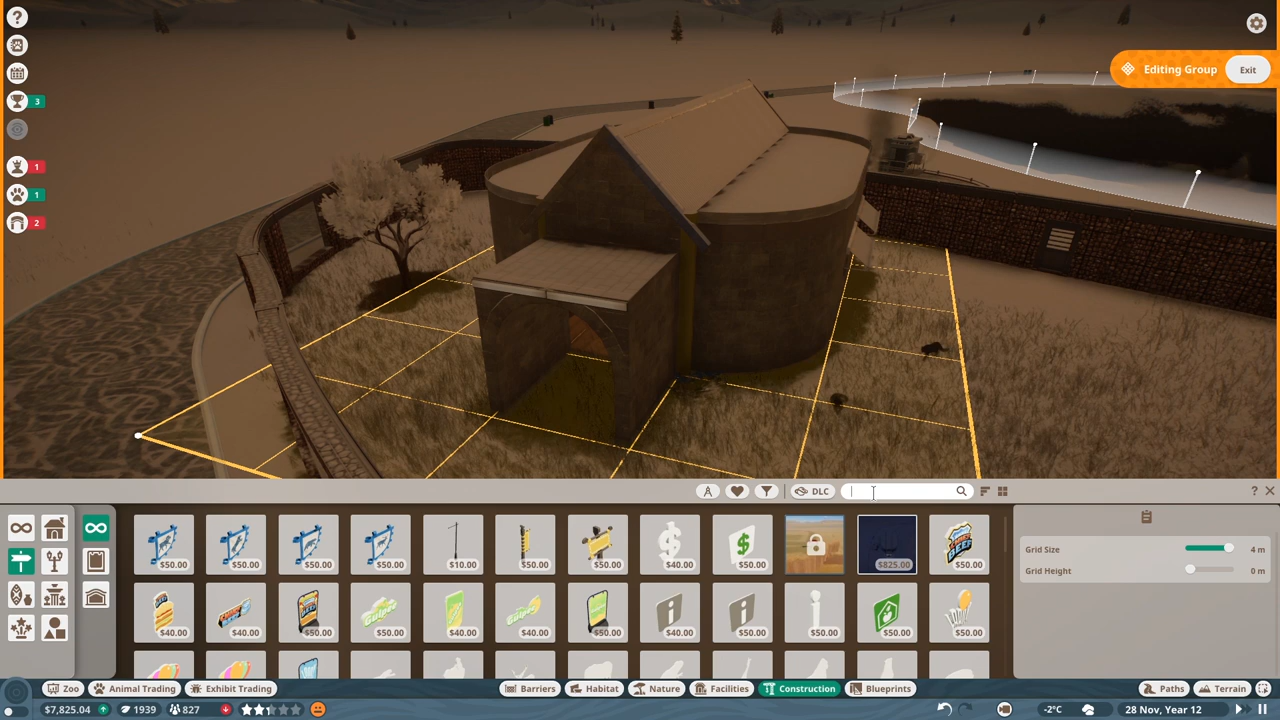 Editing Group Exit
3
1
1
2
DLC
?
$50.00 $50.00 $50.00 $50.00 $10.00 $50.00 $50.00 $40.00 $50.00 $825.00 $50.00
$40.00 $40.00 $50.00 $50.00 $40.00 $50.00 $50.00 $40.00 $50.00 $50.00 $50.00 $50.00
Grid Size 4 m
Grid Height 0 m
Zoo Animal Trading Exhibit Trading Barriers Habitat Nature Facilities Construction Blueprints Paths Terrain
$7,825.04 1939 827 -2°C 28 Nov, Year 12